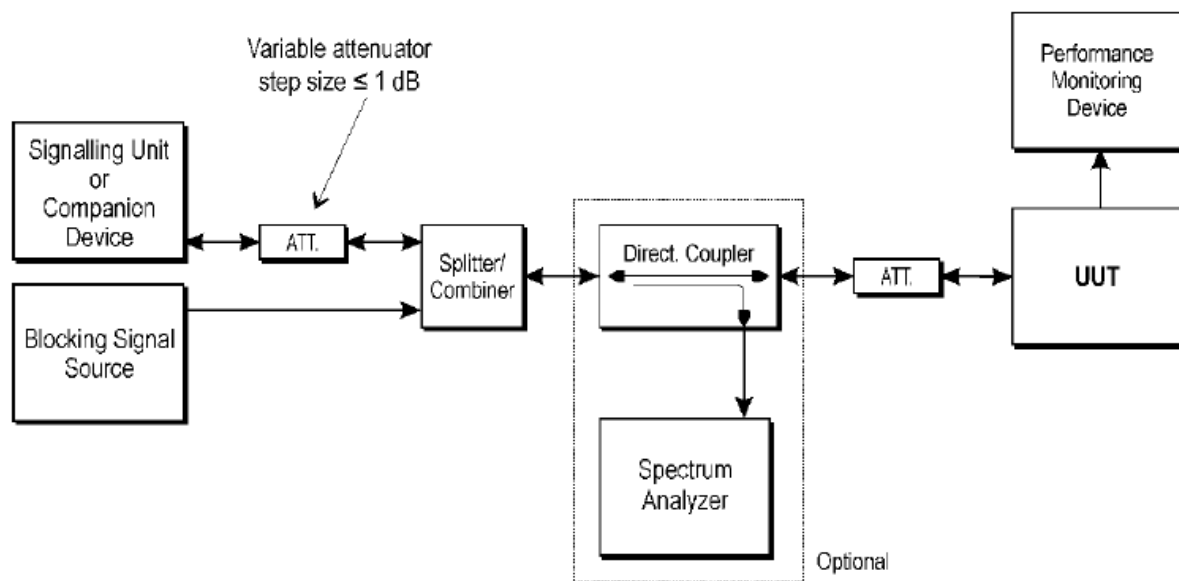 Variable attenuator
step size ≤ 1 dB
Performance
Monitoring
Device
Signalling Unit
or
Companion
Device
ATT.
Splitter/
Combiner
Direct. Coupler
ATT.
UUT
Blocking Signal
Source
Spectrum
Analyzer
Optional